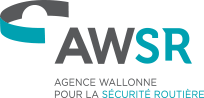 AWSR
AGENCE WALLONNE
POUR LA SÉCURITÉ ROUTIÈRE